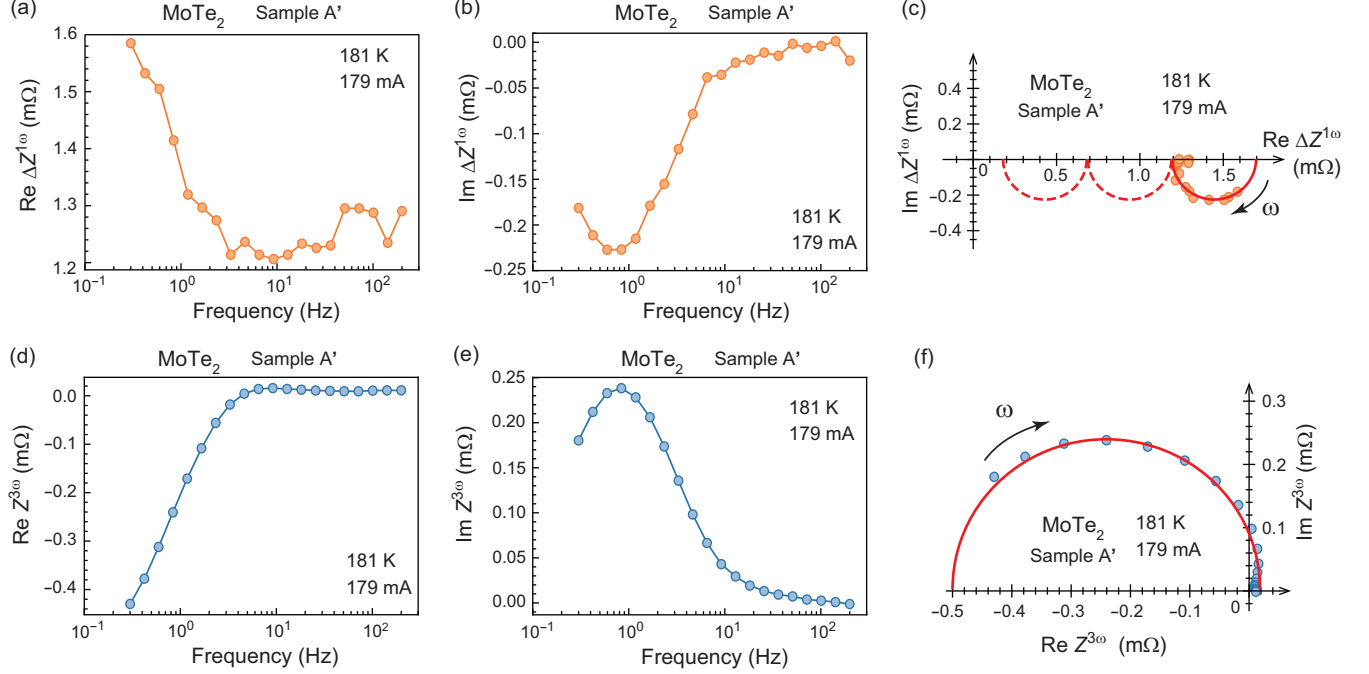 (a)
MoTe₂ Sample A’
1.6
1.5
1.4
1.3
1.2
Re ΔZ¹ω (mΩ)
181 K
179 mA
10⁻¹ 10⁰ 10¹ 10²
Frequency (Hz)
(b)
MoTe₂ Sample A’
0.00
−0.05
−0.10
−0.15
−0.20
−0.25
Im ΔZ¹ω (mΩ)
181 K
179 mA
10⁻¹ 10⁰ 10¹ 10²
Frequency (Hz)
(c)
MoTe₂
Sample A’
181 K
179 mA
Im ΔZ¹ω (mΩ)
0.4
0.2
0
−0.2
−0.4
0 0.5 1.0 1.5
Re ΔZ¹ω
(mΩ)
ω
(d)
MoTe₂ Sample A’
0.0
−0.1
−0.2
−0.3
−0.4
Re Z³ω (mΩ)
181 K
179 mA
10⁻¹ 10⁰ 10¹ 10²
Frequency (Hz)
(e)
MoTe₂ Sample A’
0.25
0.20
0.15
0.10
0.05
0.00
Im Z³ω (mΩ)
181 K
179 mA
10⁻¹ 10⁰ 10¹ 10²
Frequency (Hz)
(f)
ω
MoTe₂
Sample A’
181 K
179 mA
0.3
0.2
0.1
Im Z³ω (mΩ)
−0.5 −0.4 −0.3 −0.2 −0.1 0
Re Z³ω (mΩ)